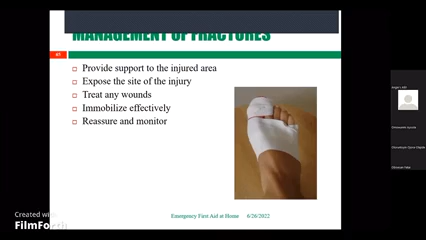 MANAGEMENT OF FRACTURES
Provide support to the injured area
Expose the site of the injury
Treat any wounds
Immobilize effectively
Reassure and monitor
Emergency First Aid at Home 6/26/2022
Created with
FilmForth